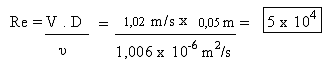 Re = V . D = 1,02 m/s x 0,05 m = 5 x 10⁴
υ 1,006 x 10⁻⁶ m²/s